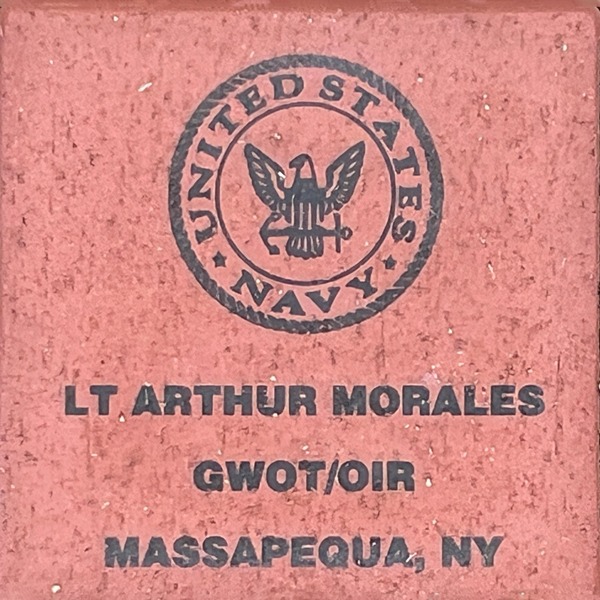 UNITED STATES
NAVY
LT ARTHUR MORALES
GWOT/OIR
MASSAPEQUA, NY